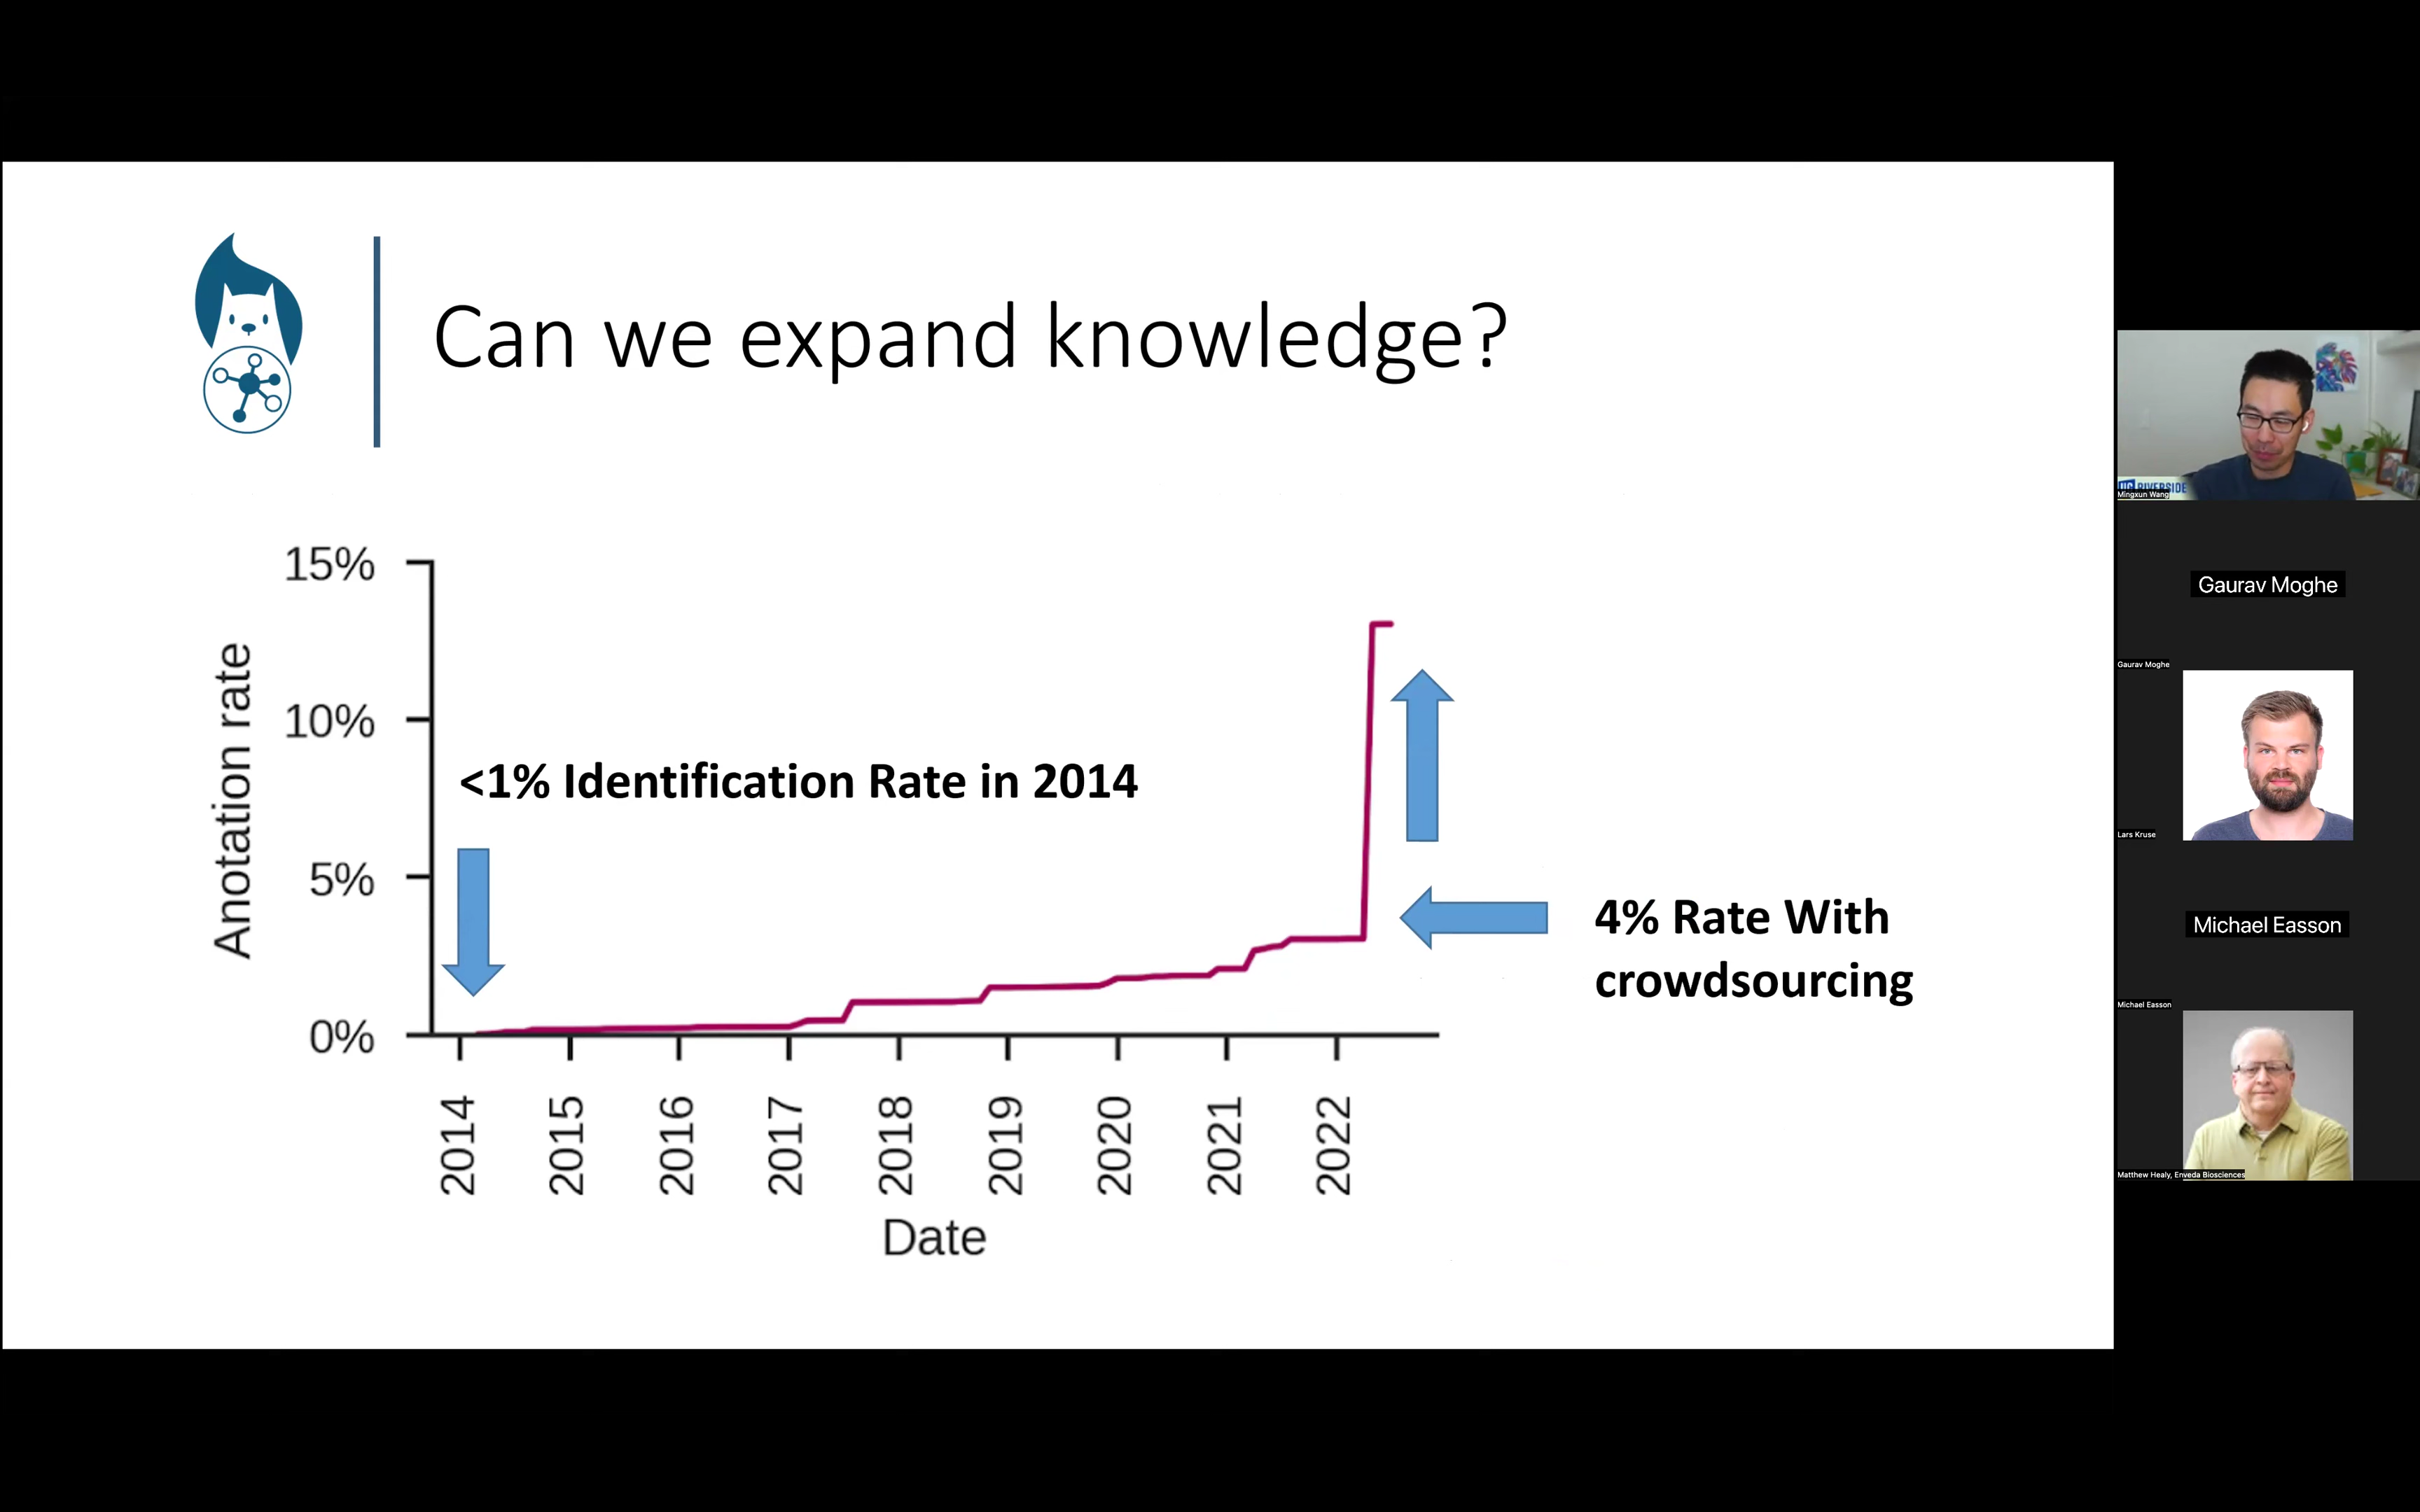 Can we expand knowledge?
15%
10%
5%
0%
Anotation rate
<1% Identification Rate in 2014
4% Rate With
crowdsourcing
2014
2015
2016
2017
2018
2019
2020
2021
2022
Date
RIVERSIDE
Mingxun Wang
Gaurav Moghe
Gaurav Moghe
Lars Kruse
Michael Easson
Michael Easson
Matthew Healy, Enveda Biosciences